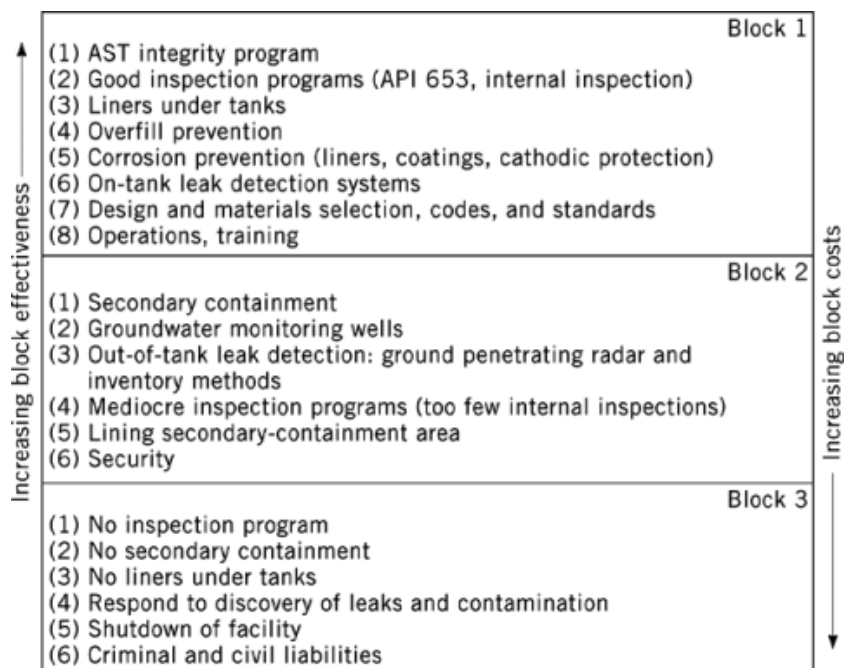 Block 1
(1) AST integrity program
(2) Good inspection programs (API 653, internal inspection)
(3) Liners under tanks
(4) Overfill prevention
(5) Corrosion prevention (liners, coatings, cathodic protection)
(6) On-tank leak detection systems
(7) Design and materials selection, codes, and standards
(8) Operations, training
Block 2
(1) Secondary containment
(2) Groundwater monitoring wells
(3) Out-of-tank leak detection: ground penetrating radar and
inventory methods
(4) Mediocre inspection programs (too few internal inspections)
(5) Lining secondary-containment area
(6) Security
Block 3
(1) No inspection program
(2) No secondary containment
(3) No liners under tanks
(4) Respond to discovery of leaks and contamination
(5) Shutdown of facility
(6) Criminal and civil liabilities
Increasing block effectiveness
Increasing block costs